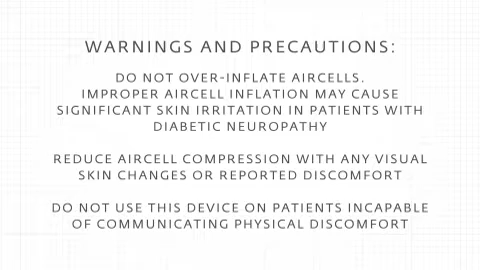 WARNINGS AND PRECAUTIONS:
DO NOT OVER-INFLATE AIRCELLS.
IMPROPER AIRCELL INFLATION MAY CAUSE
SIGNIFICANT SKIN IRRITATION IN PATIENTS WITH
DIABETIC NEUROPATHY
REDUCE AIRCELL COMPRESSION WITH ANY VISUAL
SKIN CHANGES OR REPORTED DISCOMFORT
DO NOT USE THIS DEVICE ON PATIENTS INCAPABLE
OF COMMUNICATING PHYSICAL DISCOMFORT